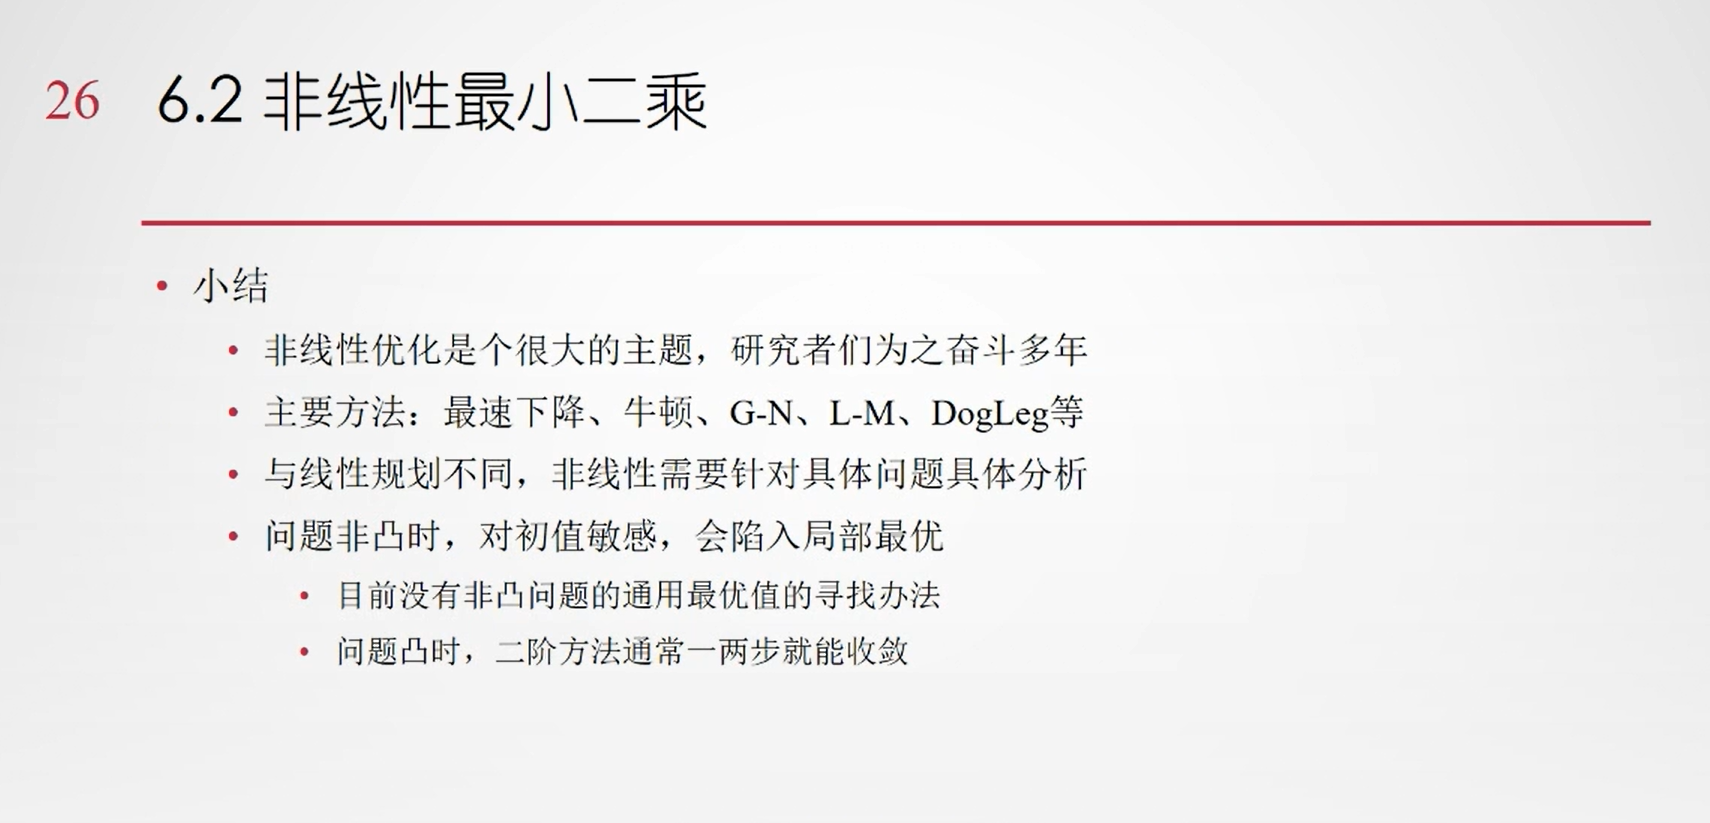 26 6.2 非线性最小二乘
• 小结
• 非线性优化是个很大的主题，研究者们为之奋斗多年
• 主要方法：最速下降、牛顿、G-N、L-M、DogLeg等
• 与线性规划不同，非线性需要针对具体问题具体分析
• 问题非凸时，对初值敏感，会陷入局部最优
• 目前没有非凸问题的通用最优值的寻找办法
• 问题凸时，二阶方法通常一两步就能收敛